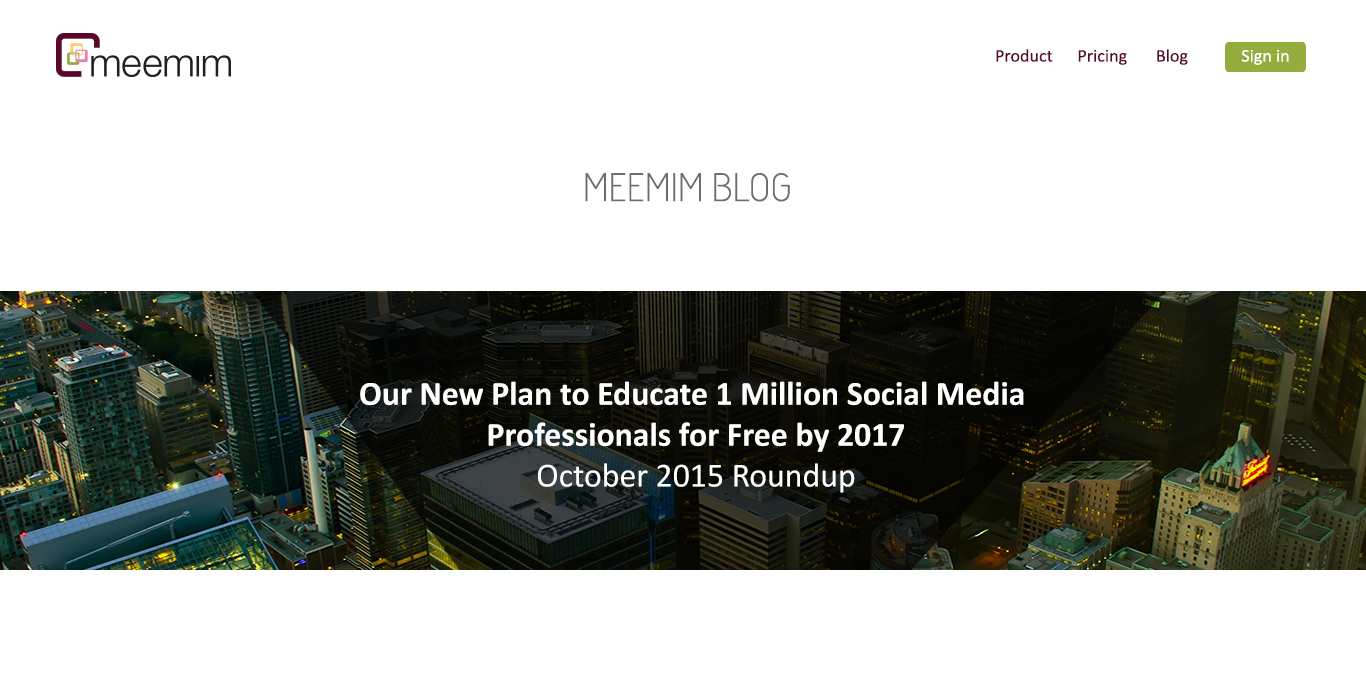 meemim
Product
Pricing
Blog
Sign in
MEEMIM BLOG
Our New Plan to Educate 1 Million Social Media
Professionals for Free by 2017
October 2015 Roundup